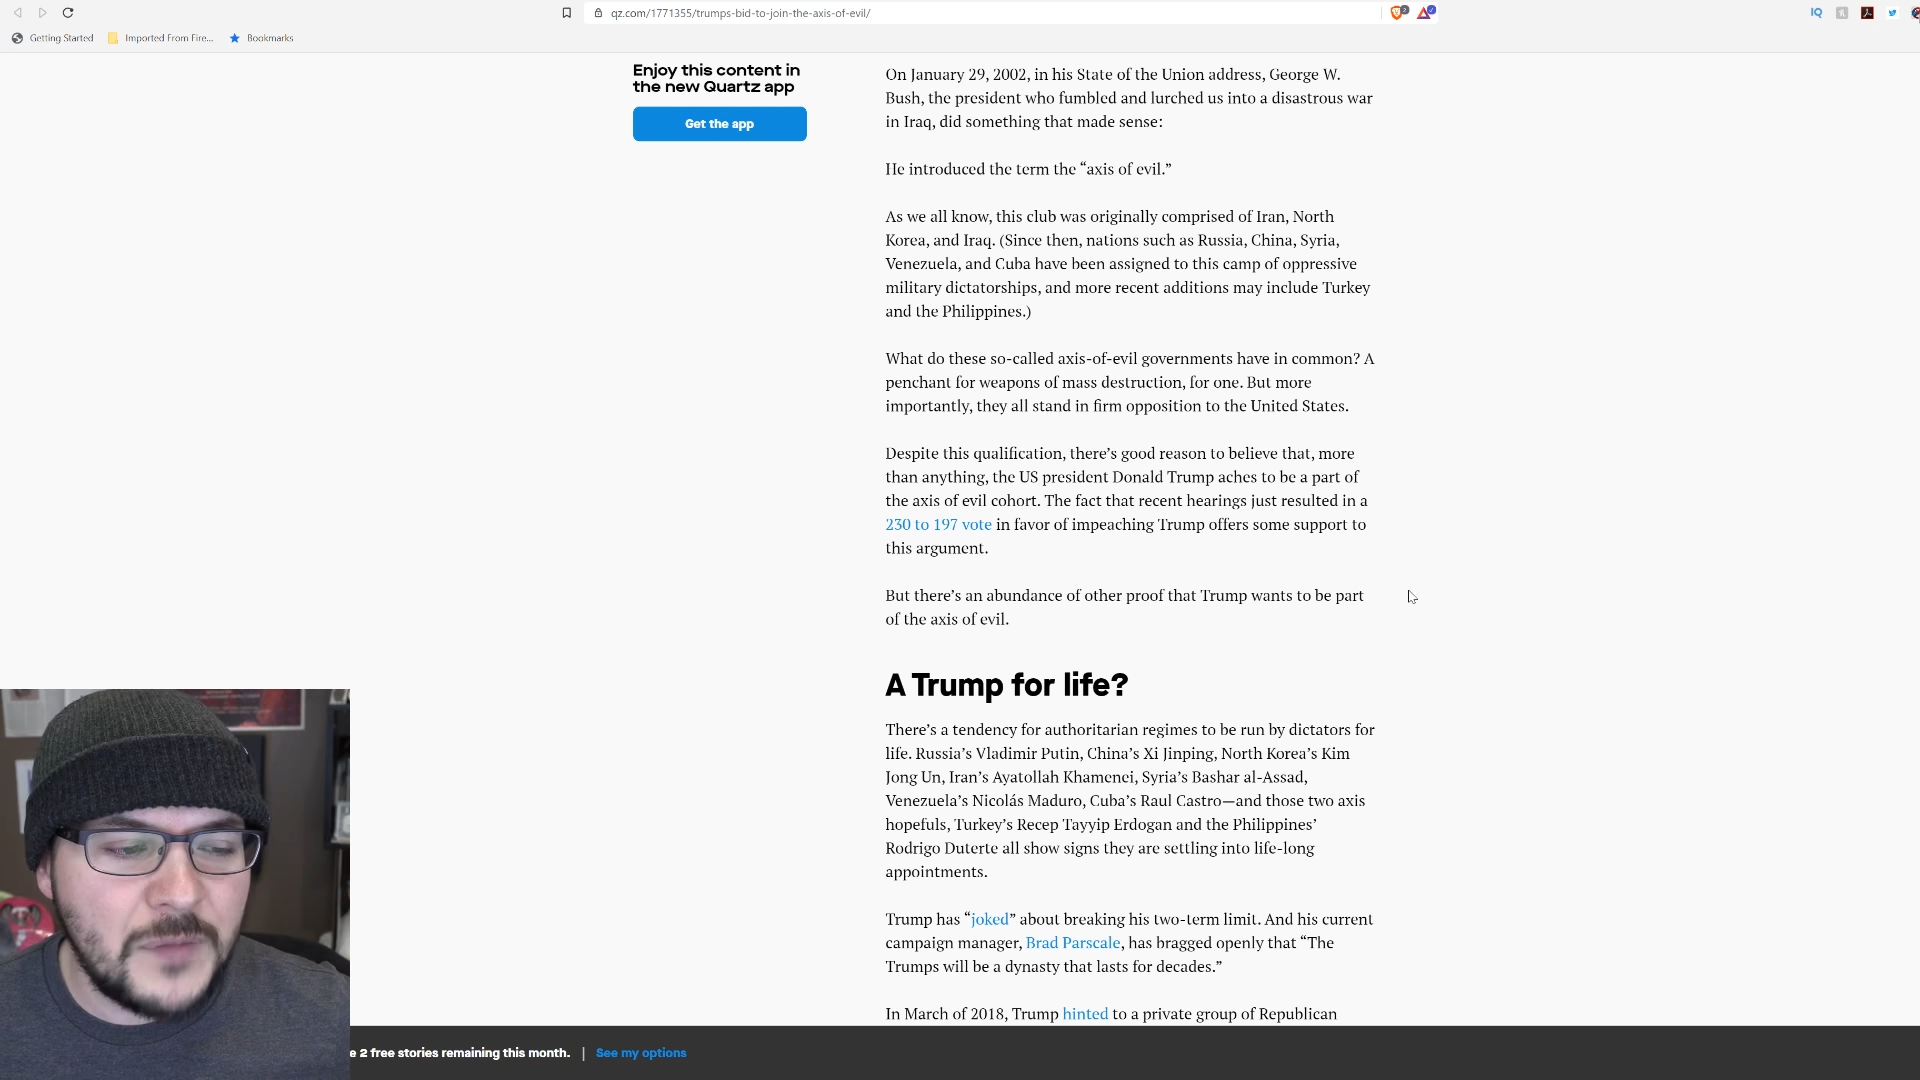 qz.com/1771355/trumps-bid-to-join-the-axis-of-evil/
IQ
Getting Started
Imported From Fire...
Bookmarks
Enjoy this content in
the new Quartz app
Get the app
On January 29, 2002, in his State of the Union address, George W.
Bush, the president who fumbled and lurched us into a disastrous war
in Iraq, did something that made sense:
He introduced the term the “axis of evil.”
As we all know, this club was originally comprised of Iran, North
Korea, and Iraq. (Since then, nations such as Russia, China, Syria,
Venezuela, and Cuba have been assigned to this camp of oppressive
military dictatorships, and more recent additions may include Turkey
and the Philippines.)
What do these so-called axis-of-evil governments have in common? A
penchant for weapons of mass destruction, for one. But more
importantly, they all stand in firm opposition to the United States.
Despite this qualification, there’s good reason to believe that, more
than anything, the US president Donald Trump aches to be a part of
the axis of evil cohort. The fact that recent hearings just resulted in a
230 to 197 vote in favor of impeaching Trump offers some support to
this argument.
But there’s an abundance of other proof that Trump wants to be part
of the axis of evil.
A Trump for life?
There’s a tendency for authoritarian regimes to be run by dictators for
life. Russia’s Vladimir Putin, China’s Xi Jinping, North Korea’s Kim
Jong Un, Iran’s Ayatollah Khamenei, Syria’s Bashar al-Assad,
Venezuela’s Nicolás Maduro, Cuba’s Raul Castro—and those two axis
hopefuls, Turkey’s Recep Tayyip Erdogan and the Philippines’
Rodrigo Duterte all show signs they are settling into life-long
appointments.
Trump has “joked” about breaking his two-term limit. And his current
campaign manager, Brad Parscale, has bragged openly that “The
Trumps will be a dynasty that lasts for decades.”
In March of 2018, Trump hinted to a private group of Republican
e 2 free stories remaining this month. | See my options